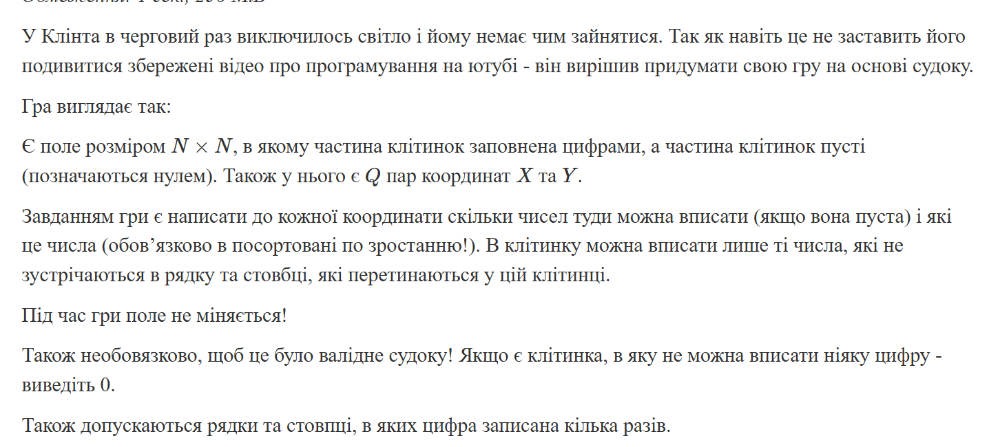 Обмеження: 1 сек., 256 МіБ
У Клінта в черговий раз виключилось світло і йому немає чим зайнятися. Так як навіть це не заставить його
подивитися збережені відео про програмування на ютубі - він вирішив придумати свою гру на основі судоку.
Гра виглядає так:
Є поле розміром N × N, в якому частина клітинок заповнена цифрами, а частина клітинок пусті
(позначаються нулем). Також у нього є Q пар координат X та Y.
Завданням гри є написати до кожної координати скільки чисел туди можна вписати (якщо вона пуста) і які
це числа (обов’язково в посортовані по зростанню!). В клітинку можна вписати лише ті числа, які не
зустрічаються в рядку та стовбці, які перетинаються у цій клітинці.
Під час гри поле не міняється!
Також необовязково, щоб це було валідне судоку! Якщо є клітинка, в яку не можна вписати ніяку цифру -
виведіть 0.
Також допускаються рядки та стовпці, в яких цифра записана кілька разів.